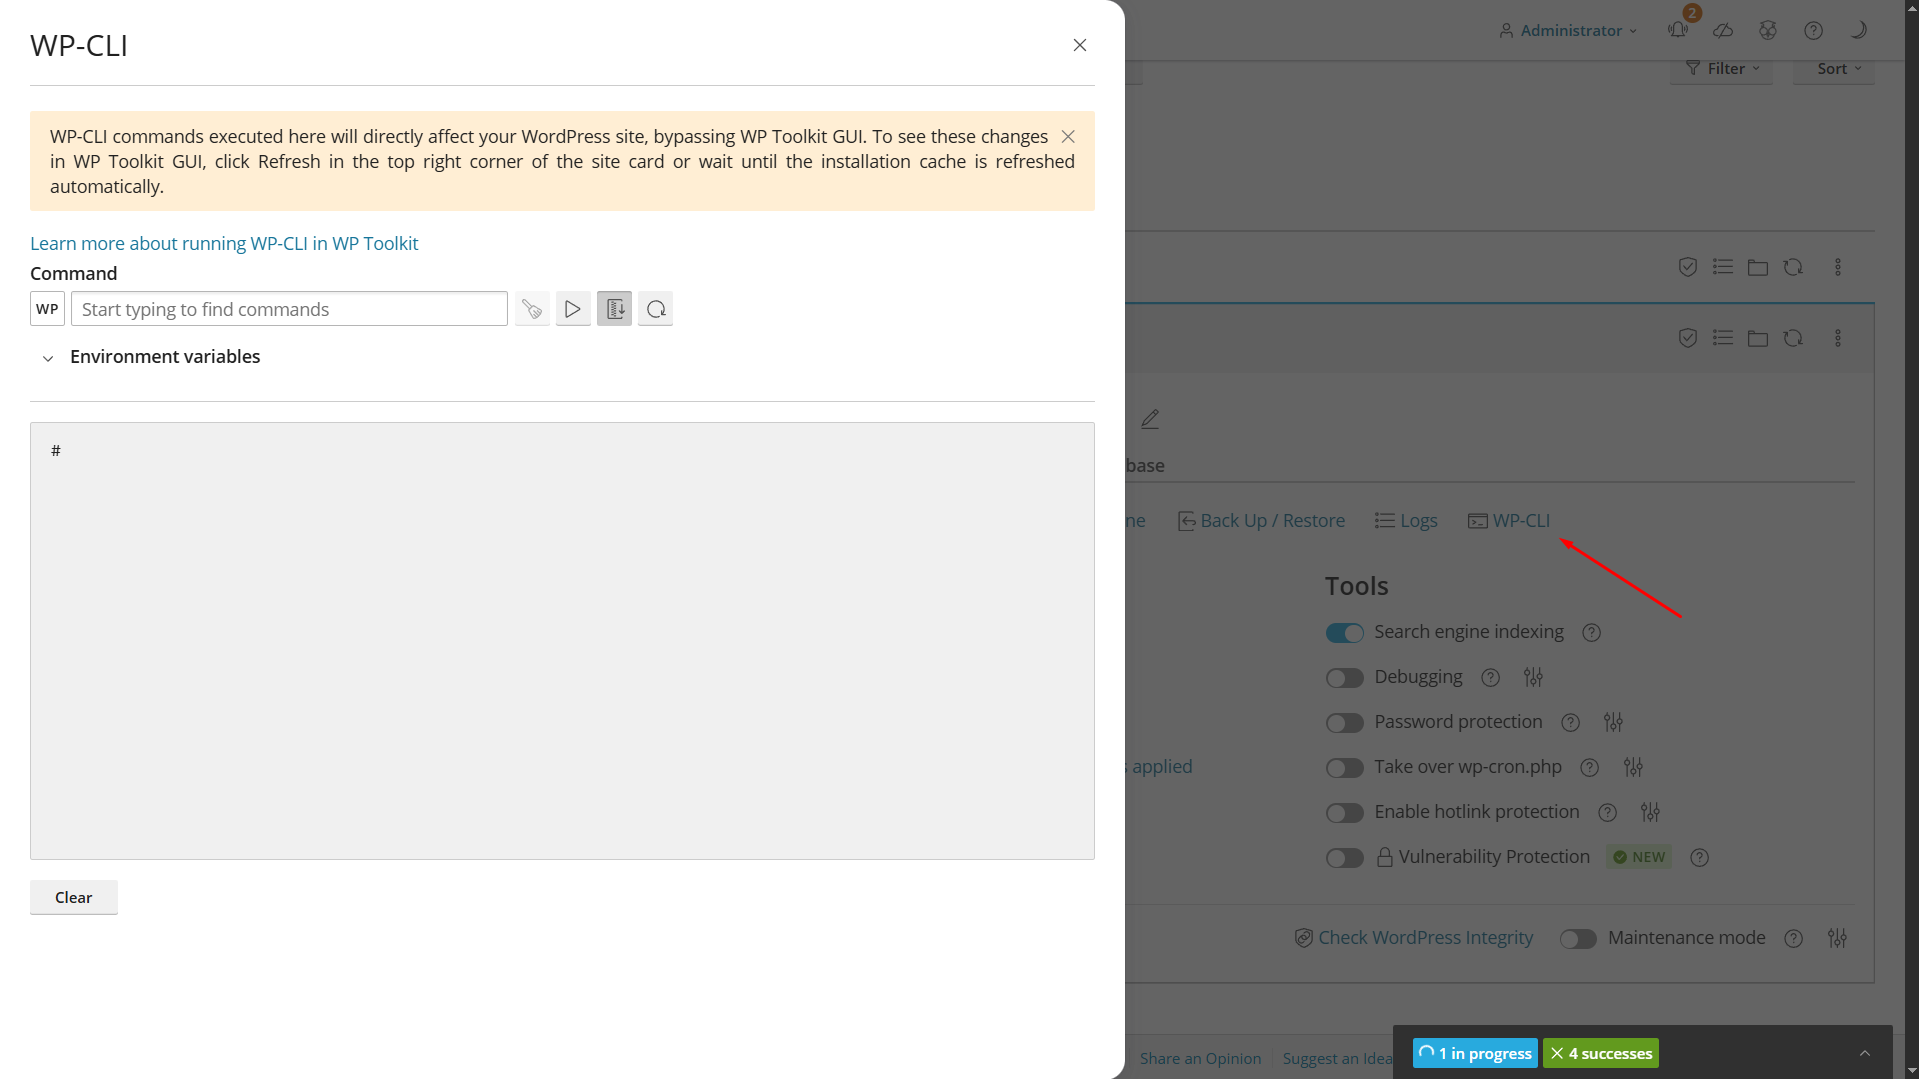 WP-CLI
WP-CLI commands executed here will directly affect your WordPress site, bypassing WP Toolkit GUI. To see these changes
in WP Toolkit GUI, click Refresh in the top right corner of the site card or wait until the installation cache is refreshed
automatically.
Learn more about running WP-CLI in WP Toolkit
Command
WP
Start typing to find commands
Environment variables
#
Clear
Administrator
2
Filter
Sort
base
ne
Back Up / Restore
Logs
WP-CLI
Tools
Search engine indexing
Debugging
Password protection
s applied
Take over wp-cron.php
Enable hotlink protection
Vulnerability Protection
NEW
Check WordPress Integrity
Maintenance mode
Share an Opinion
Suggest an Idea
1 in progress
4 successes